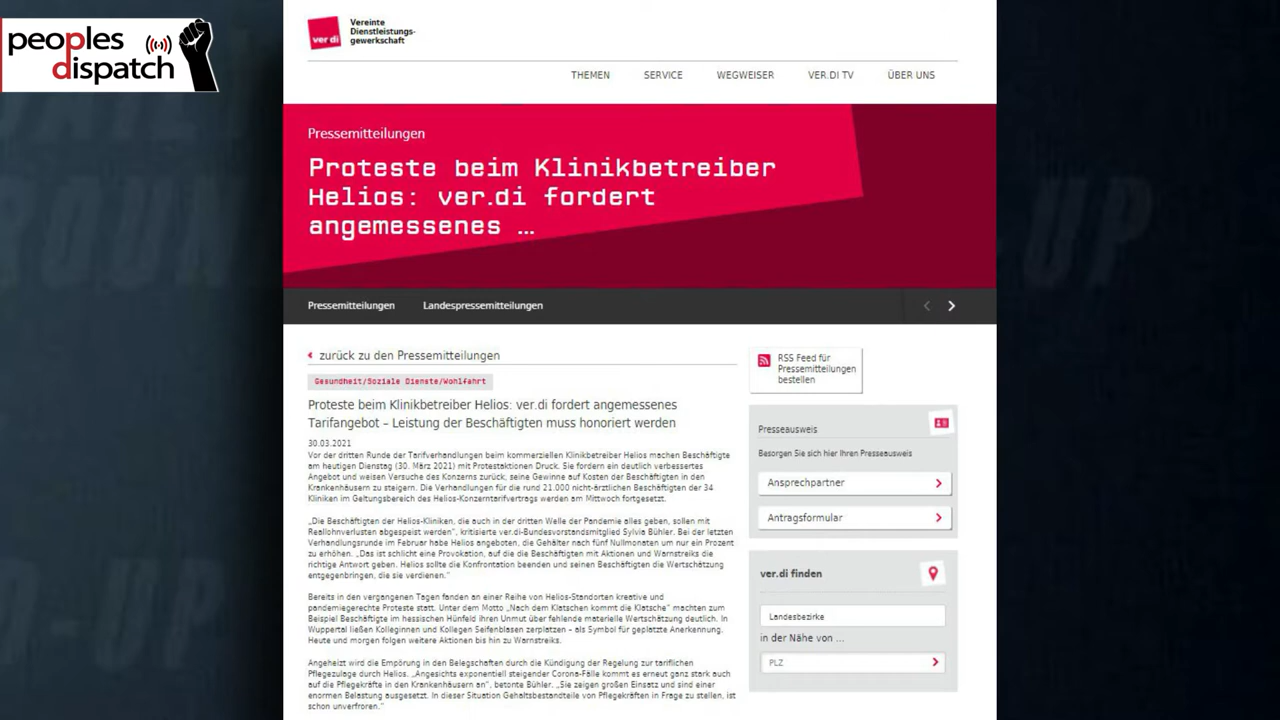 peoples
dispatch
ver di
Vereinte
Dienstleistungs-
gewerkschaft
THEMEN SERVICE WEGWEISER VER.DI TV ÜBER UNS
Pressemitteilungen
Proteste beim Klinikbetreiber
Helios: ver.di fordert
angemessenes ...
Pressemitteilungen Landespressemitteilungen
zurück zu den Pressemitteilungen
Gesundheit/Soziale Dienste/Wohlfahrt
Proteste beim Klinikbetreiber Helios: ver.di fordert angemessenes
Tarifangebot – Leistung der Beschäftigten muss honoriert werden
30.03.2021
Vor der dritten Runde der Tarifverhandlungen beim kommerziellen Klinikbetreiber Helios machen Beschäftigte
am heutigen Dienstag (30. März 2021) mit Protestaktionen Druck. Sie fordern ein deutlich verbessertes
Angebot und weisen Versuche des Konzerns zurück, seine Gewinne auf Kosten der Beschäftigten in den
Krankenhäusern zu steigern. Die Verhandlungen für die rund 21.000 nicht-ärztlichen Beschäftigten der 34
Kliniken im Geltungsbereich des Helios-Konzerntarifvertrags werden am Mittwoch fortgesetzt.
„Die Beschäftigten der Helios-Kliniken, die auch in der dritten Welle der Pandemie alles geben, sollen mit
Reallohnverlusten abgespeist werden“, kritisierte ver.di-Bundesvorstandsmitglied Sylvia Bühler. Bei der letzten
Verhandlungsrunde im Februar habe Helios angeboten, die Gehälter nach fünf Nullmonaten um nur ein Prozent
zu erhöhen. „Das ist schlicht eine Provokation, auf die die Beschäftigten mit Aktionen und Warnstreiks die
richtige Antwort geben. Helios sollte die Konfrontation beenden und seinen Beschäftigten die Wertschätzung
entgegenbringen, die sie verdienen.“
Bereits in den vergangenen Tagen fanden an einer Reihe von Helios-Standorten kreative und
pandemiegerechte Proteste statt. Unter dem Motto „Nach dem Klatschen kommt die Klatsche“ machten zum
Beispiel Beschäftigte im hessischen Hünfeld ihren Unmut über fehlende materielle Wertschätzung deutlich. In
Wuppertal ließen Kolleginnen und Kollegen Seifenblasen zerplatzen – als Symbol für geplatzte Anerkennung.
Heute und morgen folgen weitere Aktionen bis hin zu Warnstreiks.
Angeheizt wird die Empörung in den Belegschaften durch die Kündigung der Regelung zur tariflichen
Pflegezulage durch Helios. „Angesichts exponentiell steigender Corona-Fälle kommt es erneut ganz stark auch
auf die Pflegekräfte in den Krankenhäusern an“, betonte Bühler. „Sie zeigen großen Einsatz und sind einer
enormen Belastung ausgesetzt. In dieser Situation Gehaltsbestandteile von Pflegekräften in Frage zu stellen, ist
schon unverfroren.“
RSS Feed für
Pressemitteilungen
bestellen
Presseausweis
Besorgen Sie sich hier Ihren Presseausweis
Ansprechpartner
Antragsformular
ver.di finden
Landesbezirke
in der Nähe von ...
PLZ